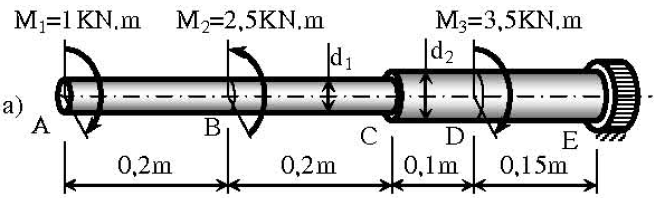 M₁=1KN.m M₂=2,5KN.m M₃=3,5KN.m
d₁ d₂
a)
A B C D E
0,2m 0,2m 0,1m 0,15m